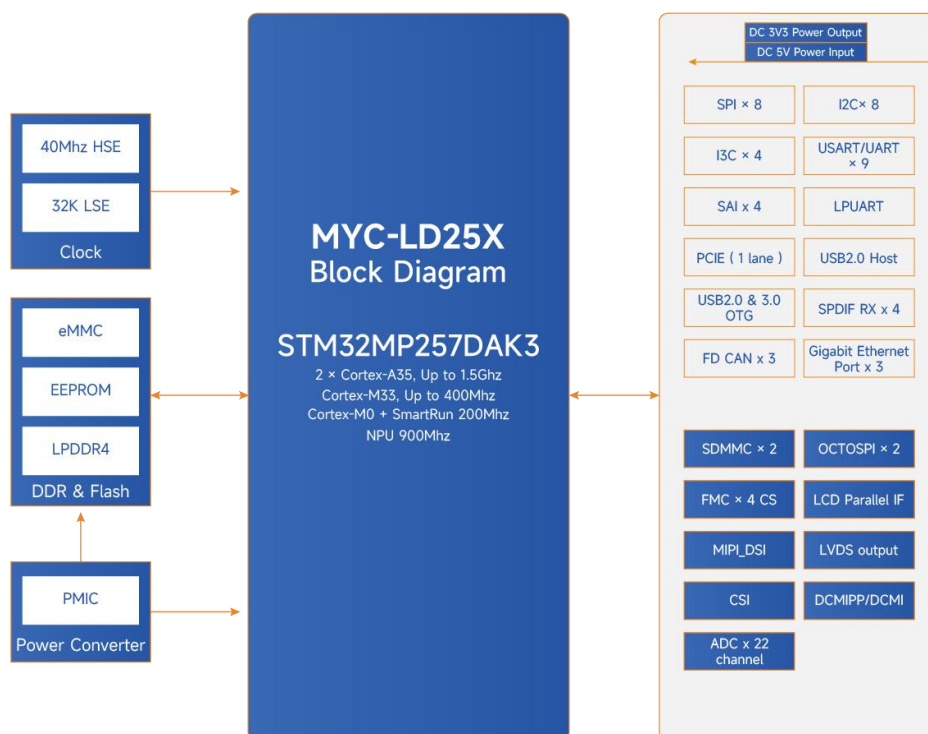 40Mhz HSE
32K LSE
Clock
eMMC
EEPROM
LPDDR4
DDR & Flash
PMIC
Power Converter
MYC-LD25X
Block Diagram
STM32MP257DAK3
2 × Cortex-A35, Up to 1.5Ghz
Cortex-M33, Up to 400Mhz
Cortex-M0 + SmartRun 200Mhz
NPU 900Mhz
DC 3V3 Power Output
DC 5V Power Input
SPI × 8
I2C× 8
I3C × 4
USART/UART
× 9
SAI x 4
LPUART
PCIE ( 1 lane )
USB2.0 Host
USB2.0 & 3.0
OTG
SPDIF RX x 4
FD CAN x 3
Gigabit Ethernet
Port x 3
SDMMC × 2
OCTOSPI × 2
FMC × 4 CS
LCD Parallel IF
MIPI_DSI
LVDS output
CSI
DCMIPP/DCMI
ADC x 22
channel